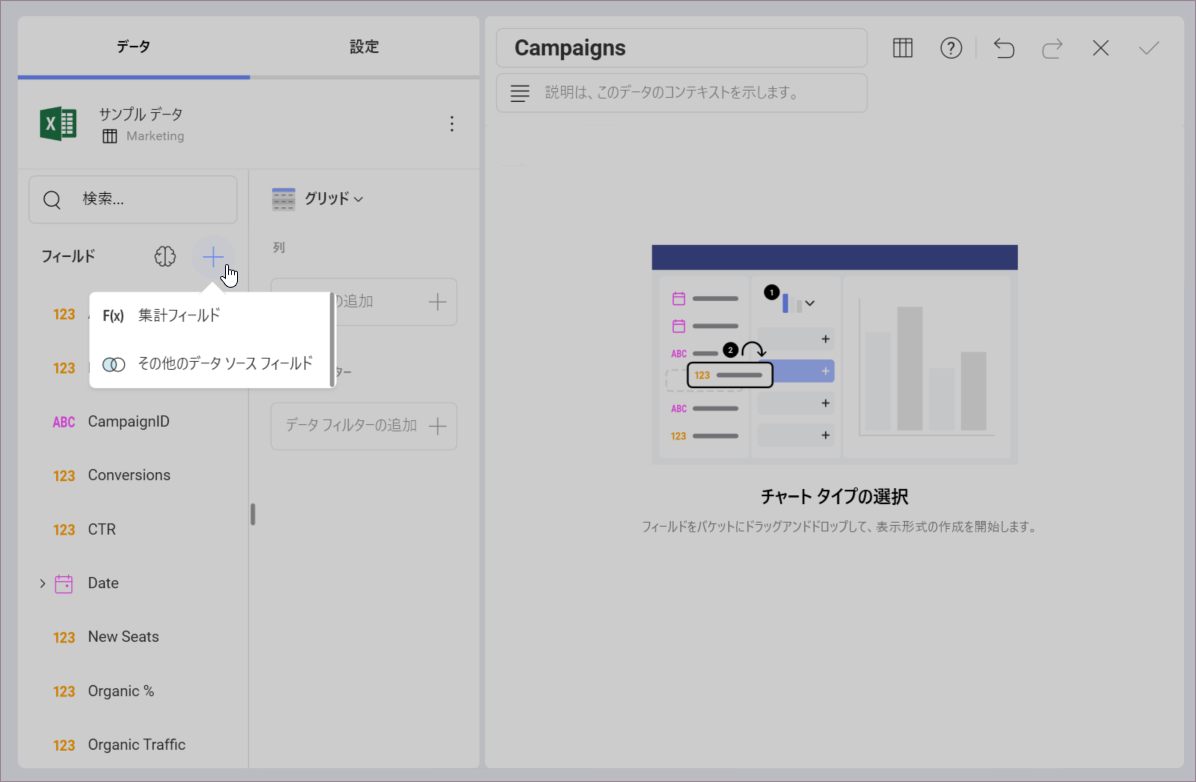 データ
設定
サンプル データ
Marketing
検索...
フィールド
F(x) 集計フィールド
その他のデータ ソース フィールド
123
123
ABC CampaignID
123 Conversions
123 CTR
Date
123 New Seats
123 Organic %
123 Organic Traffic
グリッド
列
の追加
ター
データ フィルターの追加
Campaigns
説明は、このデータのコンテキストを示します。
1
ABC
2
123
ABC
123
チャート タイプの選択
フィールドをバケットにドラッグアンドドロップして、表示形式の作成を開始します。